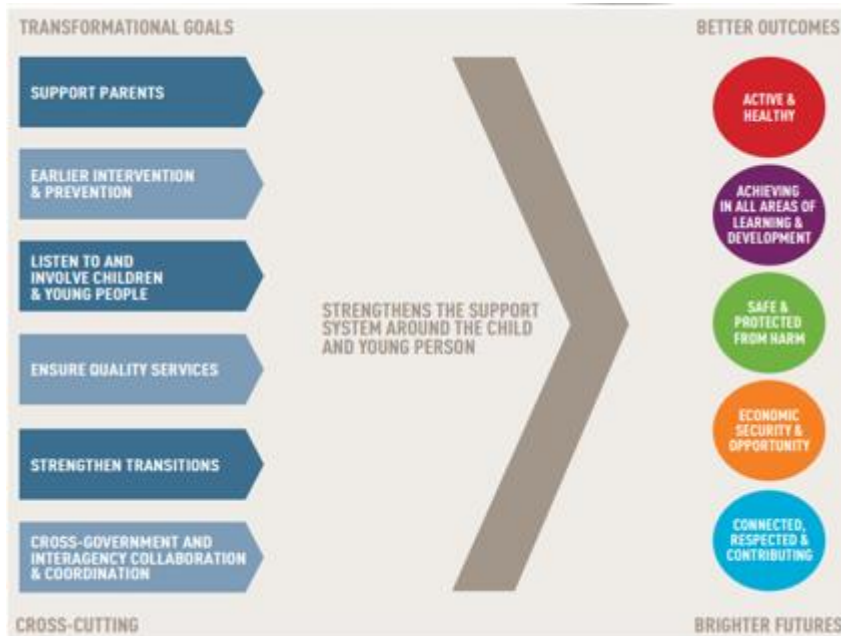 TRANSFORMATIONAL GOALS
BETTER OUTCOMES
SUPPORT PARENTS
EARLIER INTERVENTION
& PREVENTION
LISTEN TO AND
INVOLVE CHILDREN
& YOUNG PEOPLE
ENSURE QUALITY SERVICES
STRENGTHEN TRANSITIONS
CROSS-GOVERNMENT AND
INTERAGENCY COLLABORATION
& COORDINATION
STRENGTHENS THE SUPPORT
SYSTEM AROUND THE CHILD
AND YOUNG PERSON
ACTIVE &
HEALTHY
ACHIEVING
IN ALL AREAS OF
LEARNING &
DEVELOPMENT
SAFE &
PROTECTED
FROM HARM
ECONOMIC
SECURITY &
OPPORTUNITY
CONNECTED,
RESPECTED &
CONTRIBUTING
CROSS-CUTTING
BRIGHTER FUTURES